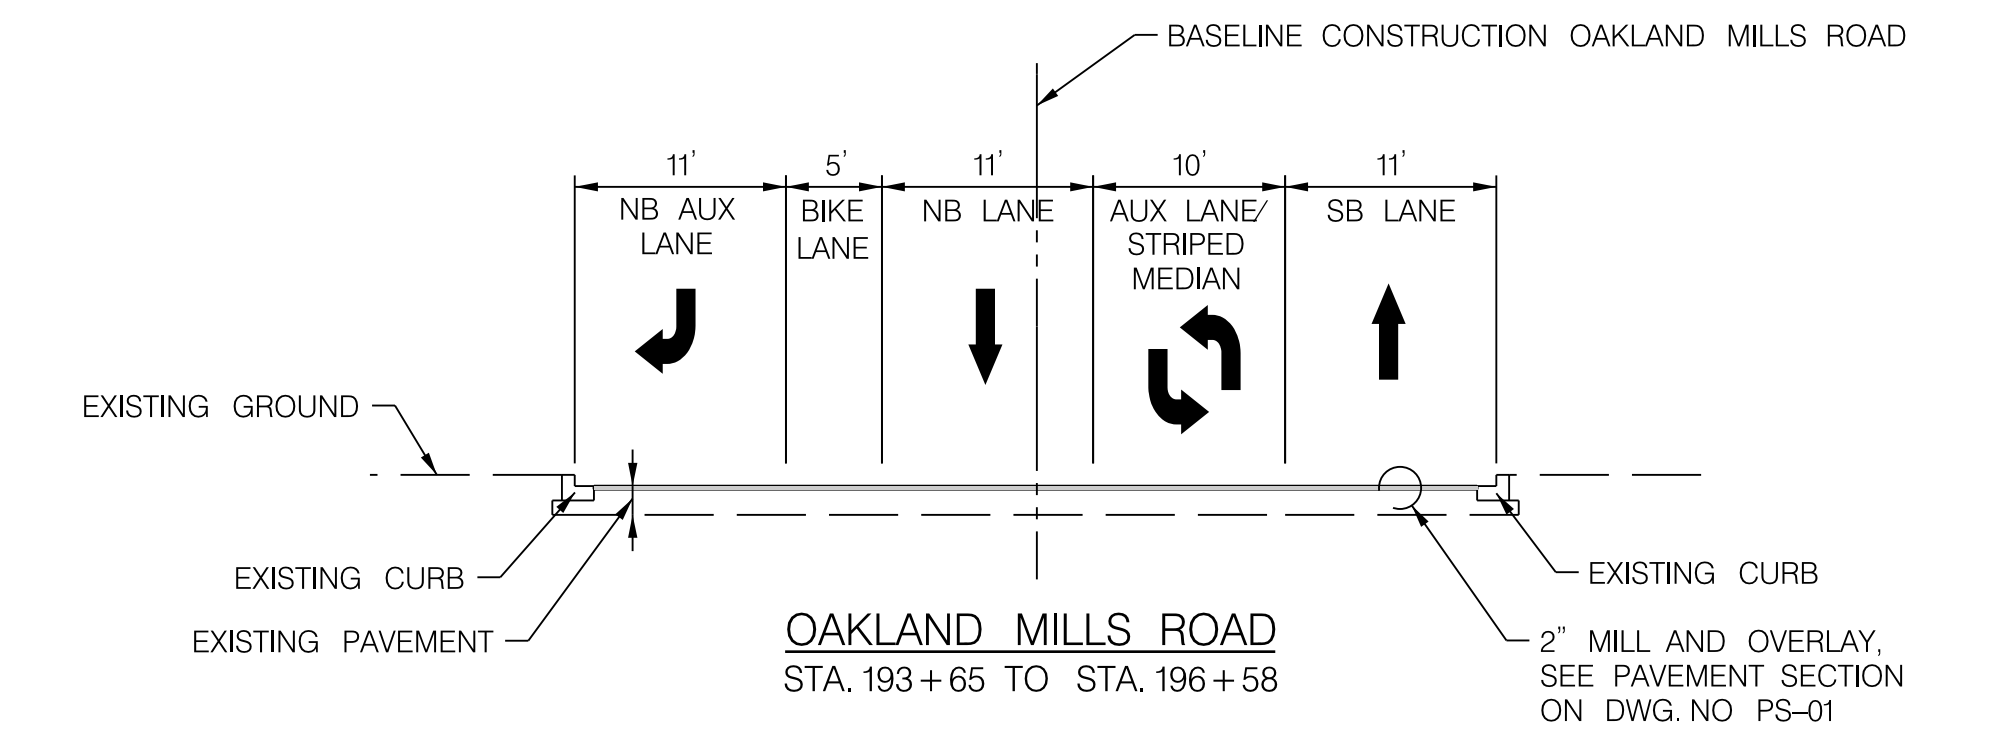 BASELINE CONSTRUCTION OAKLAND MILLS ROAD
11' 5' 11' 10' 11'
NB AUX
LANE
BIKE
LANE
NB LANE
AUX LANE/
STRIPED
MEDIAN
SB LANE
EXISTING GROUND
EXISTING CURB
EXISTING PAVEMENT
EXISTING CURB
2" MILL AND OVERLAY,
SEE PAVEMENT SECTION
ON DWG. NO PS-01
OAKLAND MILLS ROAD
STA. 193+65 TO STA. 196+58